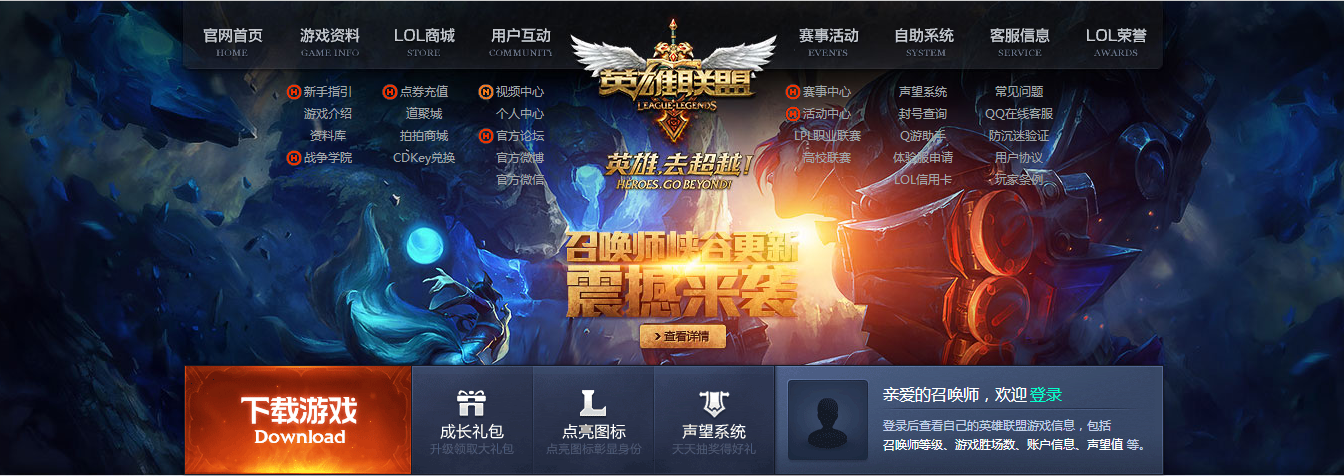 官网首页 游戏资料 LOL商城 用户互动 赛事活动 自助系统 客服信息 LOL荣誉
HOME GAME INFO STORE COMMUNITY EVENTS SYSTEM SERVICE AWARDS
英雄联盟
LEAGUE OF LEGENDS
H 新手指引 H 点券充值 N 视频中心 H 赛事中心 声望系统 常见问题
游戏介绍 道聚城 个人中心 H 活动中心 封号查询 QQ在线客服
资料库 拍拍商城 H 官方论坛 LPL职业联赛 Q游助手 防沉迷验证
H 战争学院 CDKey兑换 官方微博 高校联赛 体验服申请 用户协议
官方微信 LOL信用卡 玩家条例
英雄,去超越!
HEROES, GO BEYOND!
召唤师峡谷更新
震撼来袭
查看详情
下载游戏
Download
成长礼包
升级领取大礼包
点亮图标
点亮图标彰显身份
声望系统
天天抽奖得好礼
亲爱的召唤师，欢迎 登录
登录后查看自己的英雄联盟游戏信息，包括
召唤师等级、游戏胜场数、账户信息、声望值 等。